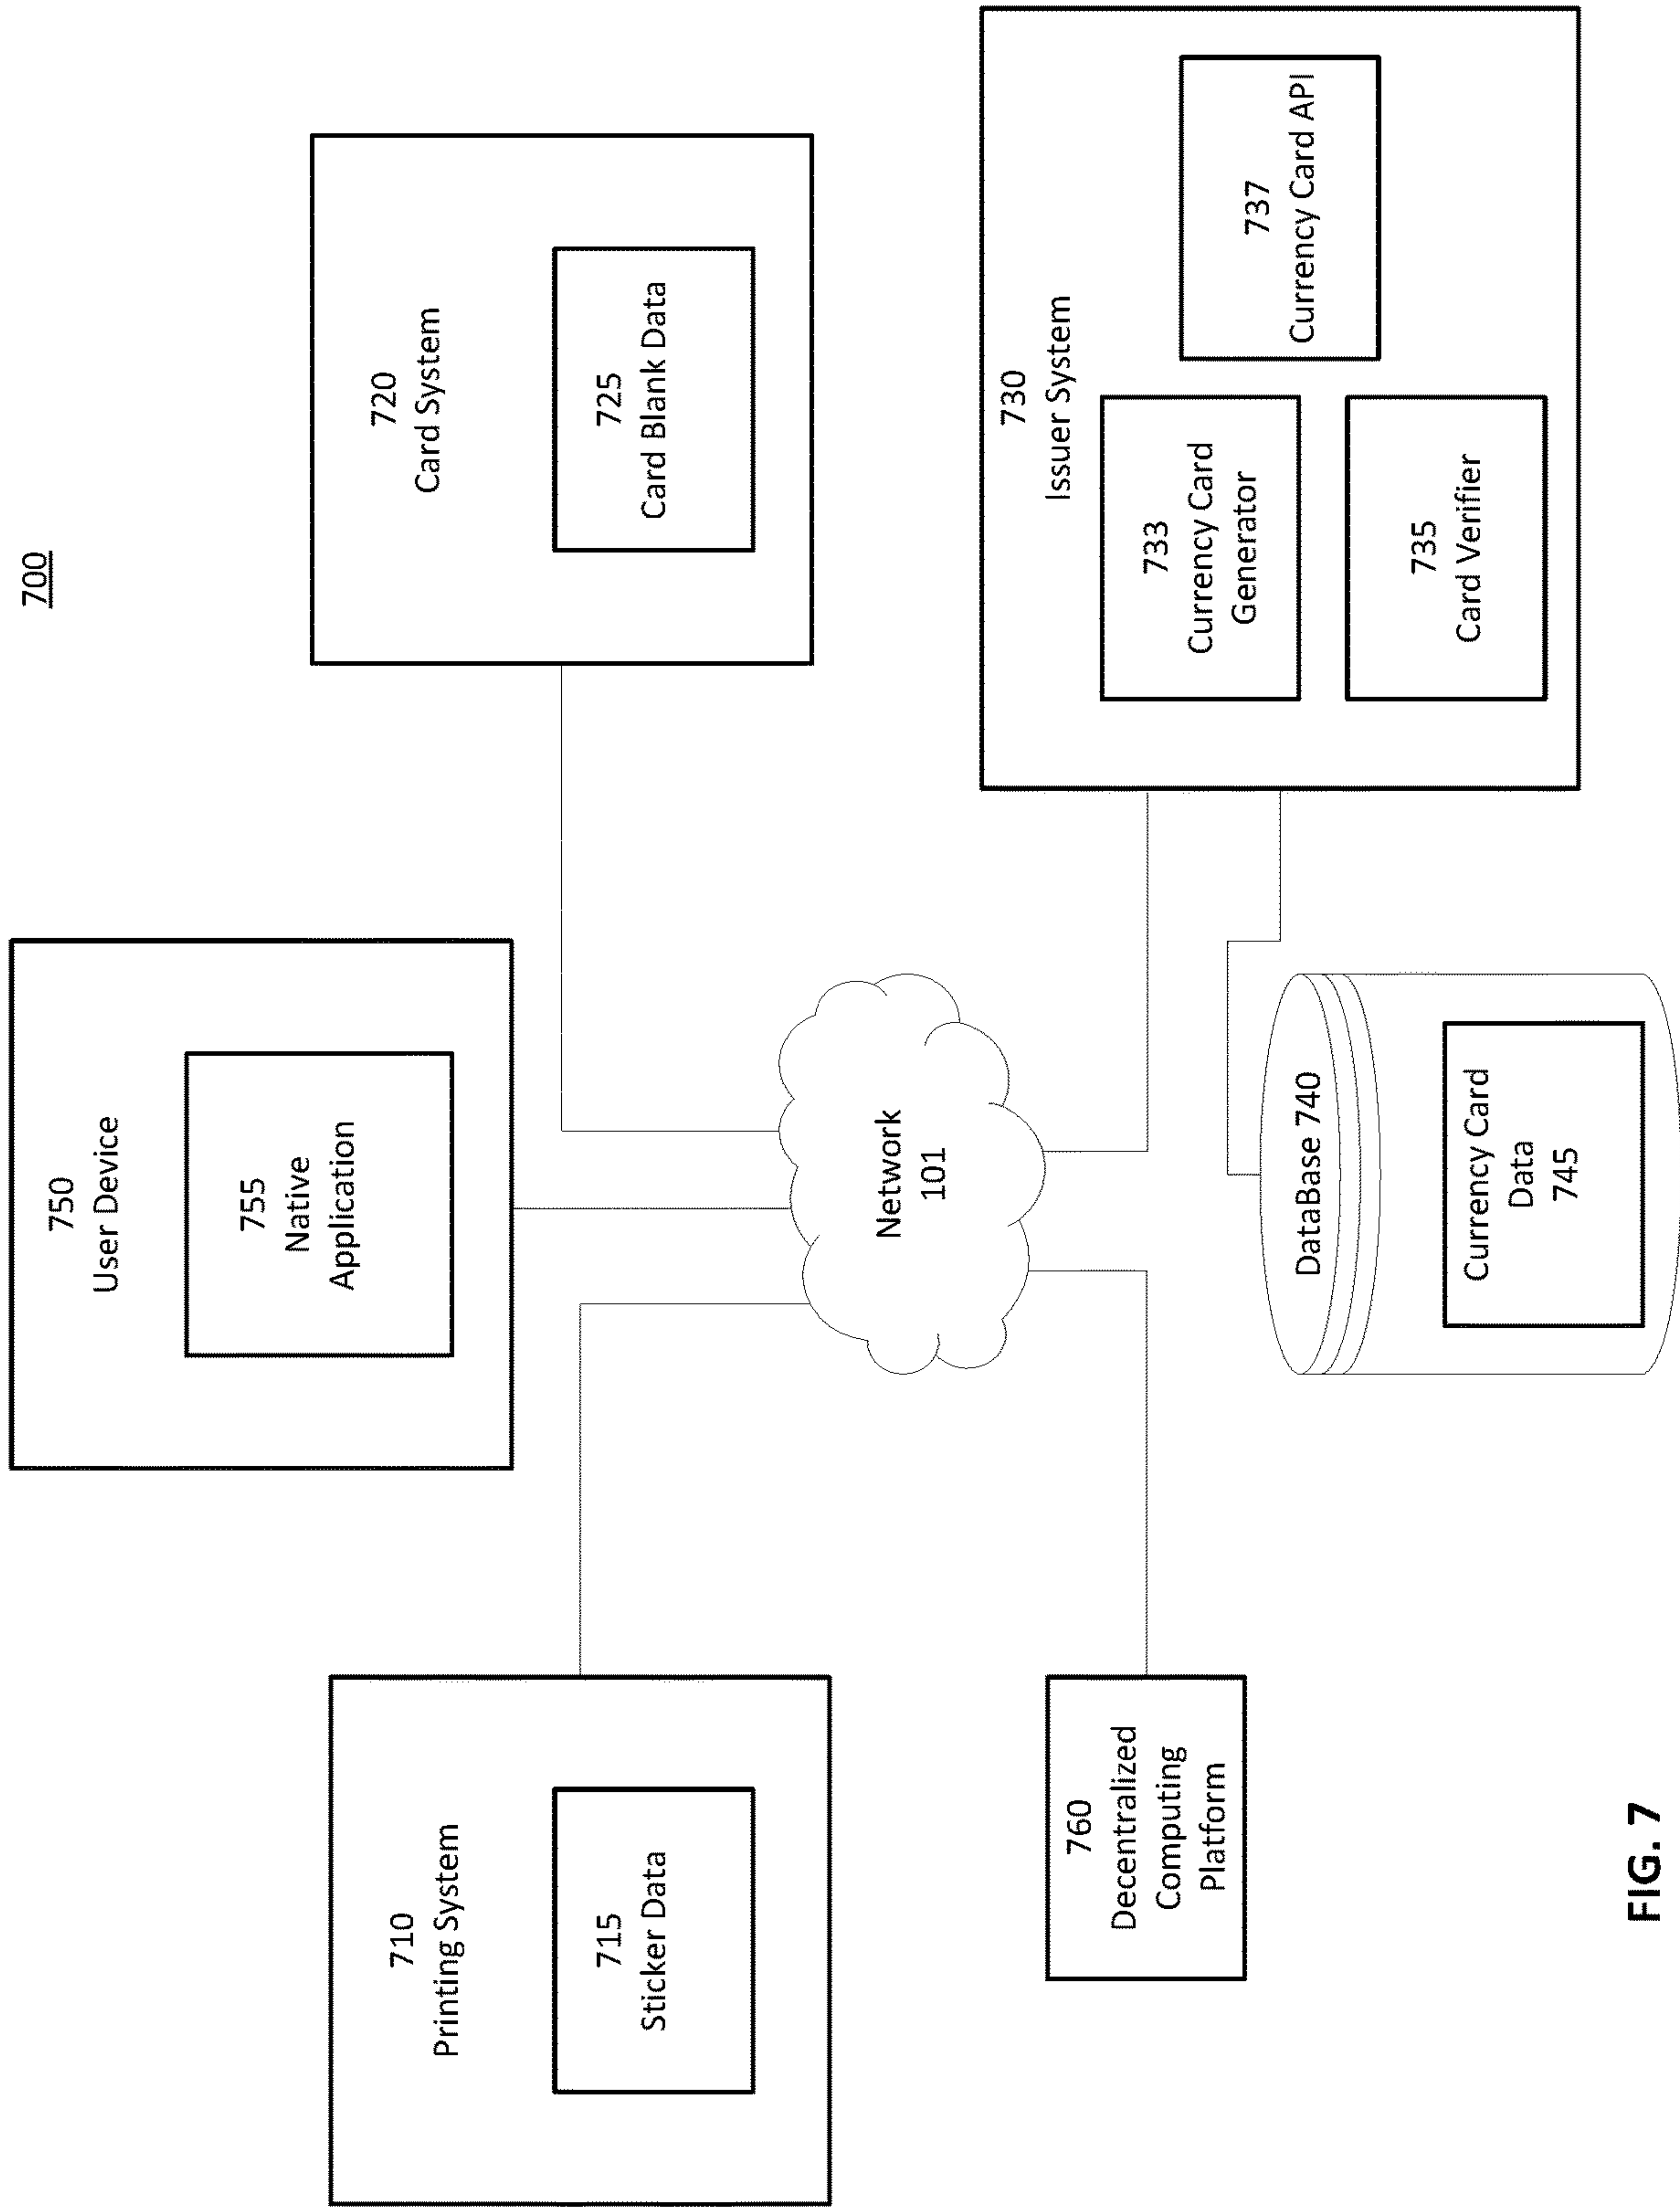 700
750
User Device
755
Native
Application
710
Printing System
715
Sticker Data
720
Card System
725
Card Blank Data
Network
101
760
Decentralized
Computing
Platform
DataBase 740
Currency Card
Data
745
730
Issuer System
733
Currency Card
Generator
735
Card Verifier
737
Currency Card API
FIG. 7